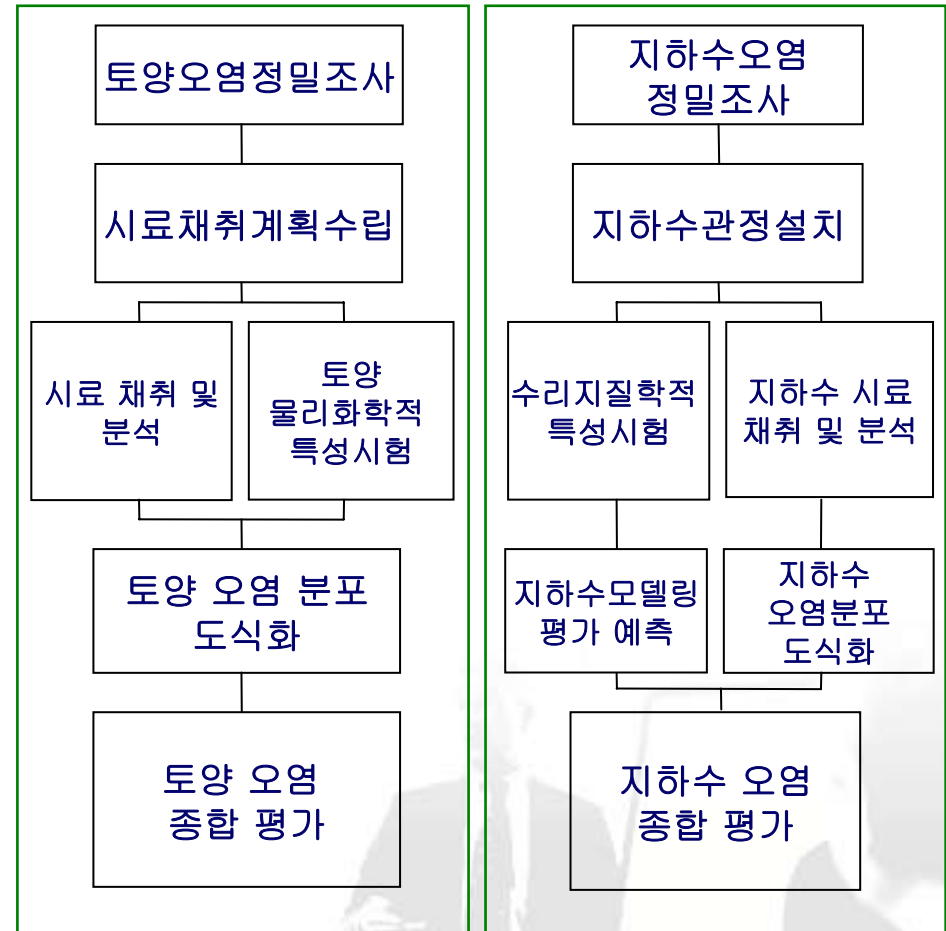 토양오염정밀조사
시료채취계획수립
시료 채취 및
분석
토양
물리화학적
특성시험
토양 오염 분포
도식화
토양 오염
종합 평가
지하수오염
정밀조사
지하수관정설치
수리지질학적
특성시험
지하수 시료
채취 및 분석
지하수모델링
평가 예측
지하수
오염분포
도식화
지하수 오염
종합 평가